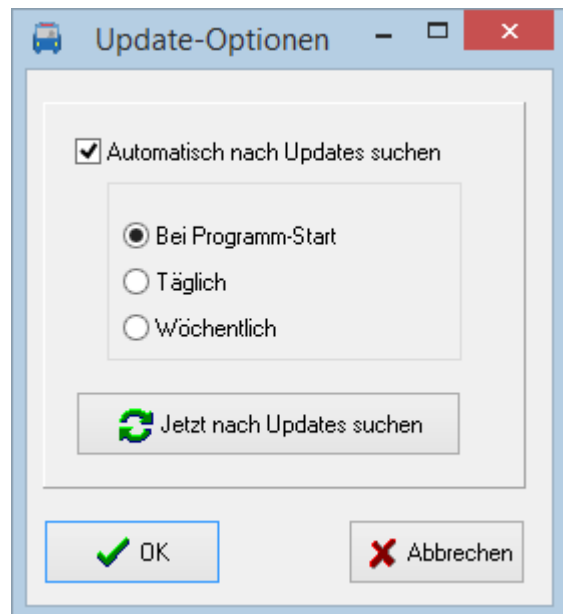 Update-Optionen
Automatisch nach Updates suchen
Bei Programm-Start
Täglich
Wöchentlich
Jetzt nach Updates suchen
OK
Abbrechen